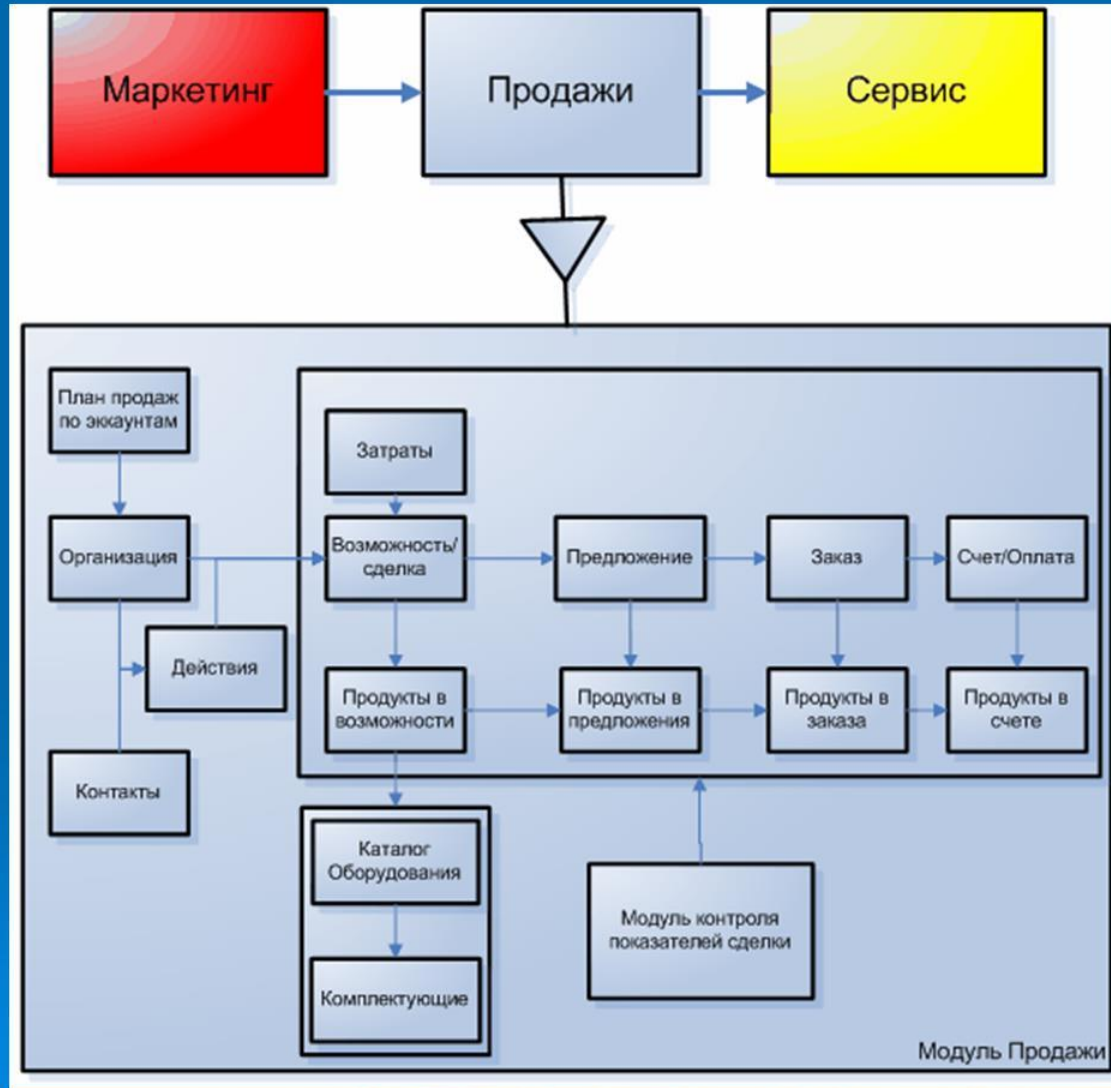 Маркетинг
Продажи
Сервис
План продаж
по эккаунтам
Затраты
Организация
Возможность/
сделка
Предложение
Заказ
Счет/Оплата
Действия
Продукты в
возможности
Продукты в
предложения
Продукты в
заказа
Продукты в
счете
Контакты
Каталог
Оборудования
Модуль контроля
показателей сделки
Комплектующие
Модуль Продажи